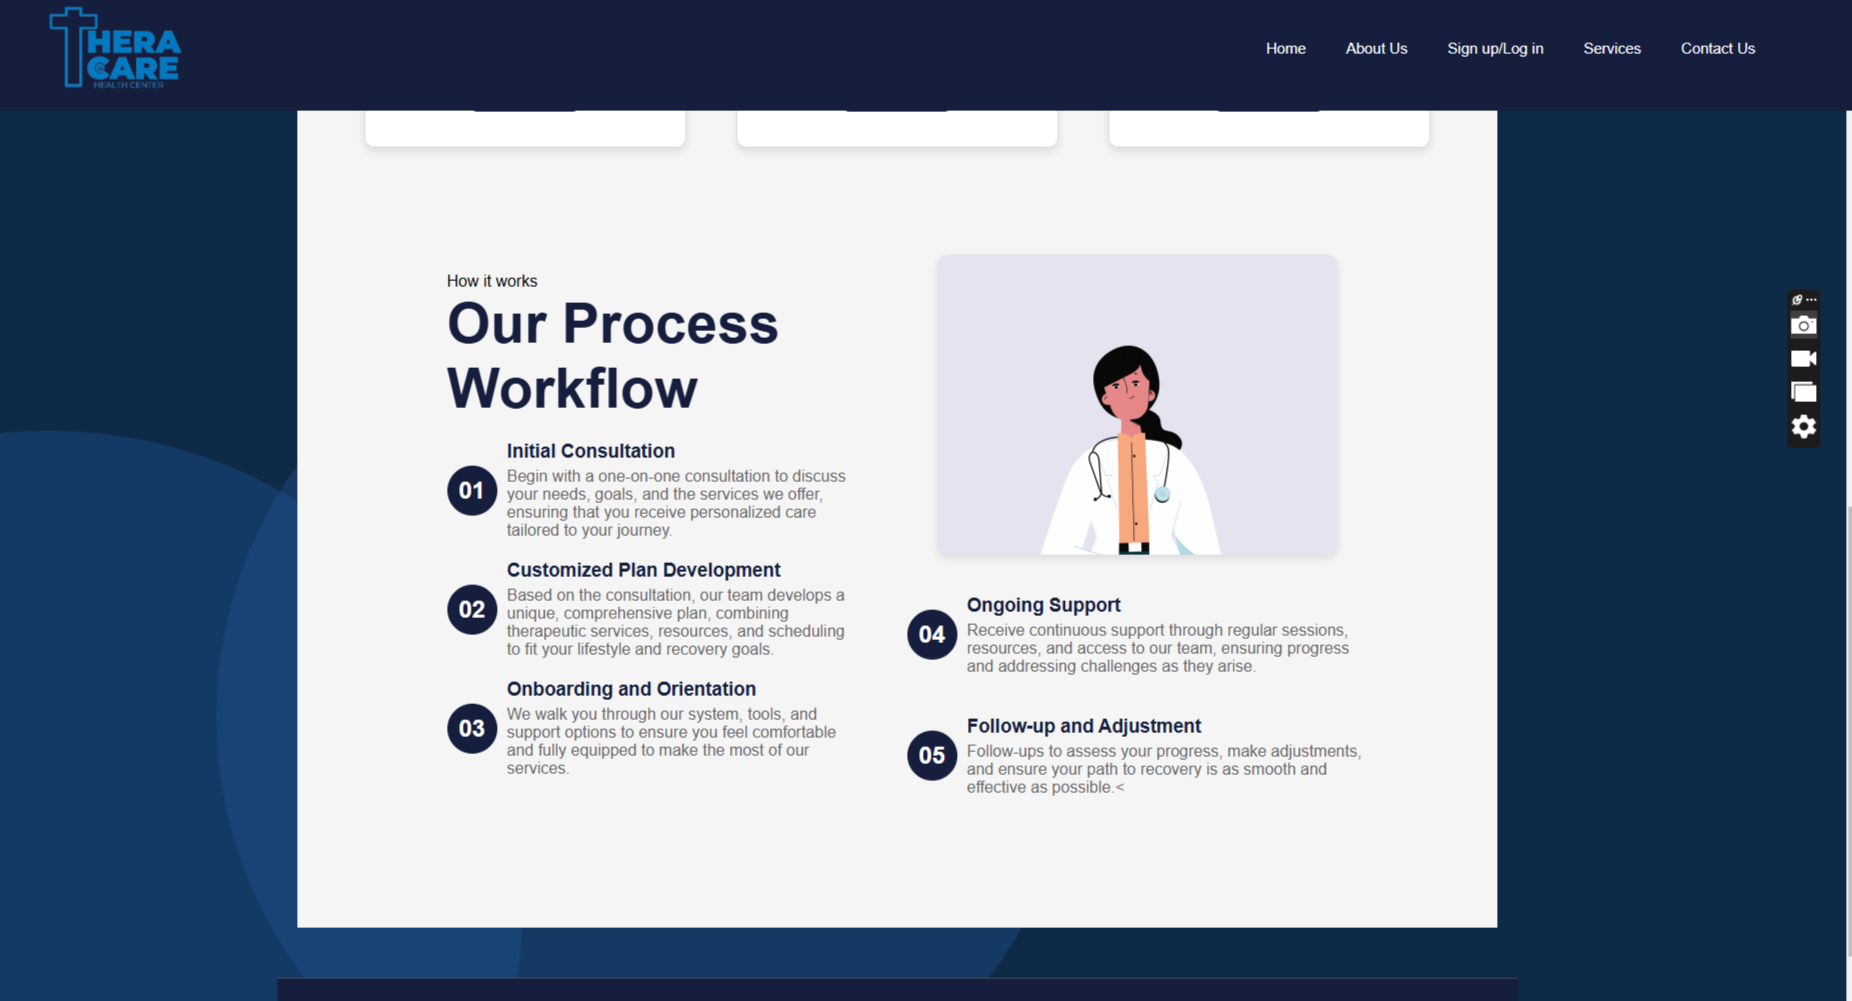 THERA
CARE
HEALTH CENTER
Home
About Us
Sign up/Log in
Services
Contact Us
How it works
Our Process
Workflow
01
Initial Consultation
Begin with a one-on-one consultation to discuss
your needs, goals, and the services we offer,
ensuring that you receive personalized care
tailored to your journey.
02
Customized Plan Development
Based on the consultation, our team develops a
unique, comprehensive plan, combining
therapeutic services, resources, and scheduling
to fit your lifestyle and recovery goals.
03
Onboarding and Orientation
We walk you through our system, tools, and
support options to ensure you feel comfortable
and fully equipped to make the most of our
services.
04
Ongoing Support
Receive continuous support through regular sessions,
resources, and access to our team, ensuring progress
and addressing challenges as they arise.
05
Follow-up and Adjustment
Follow-ups to assess your progress, make adjustments,
and ensure your path to recovery is as smooth and
effective as possible.<